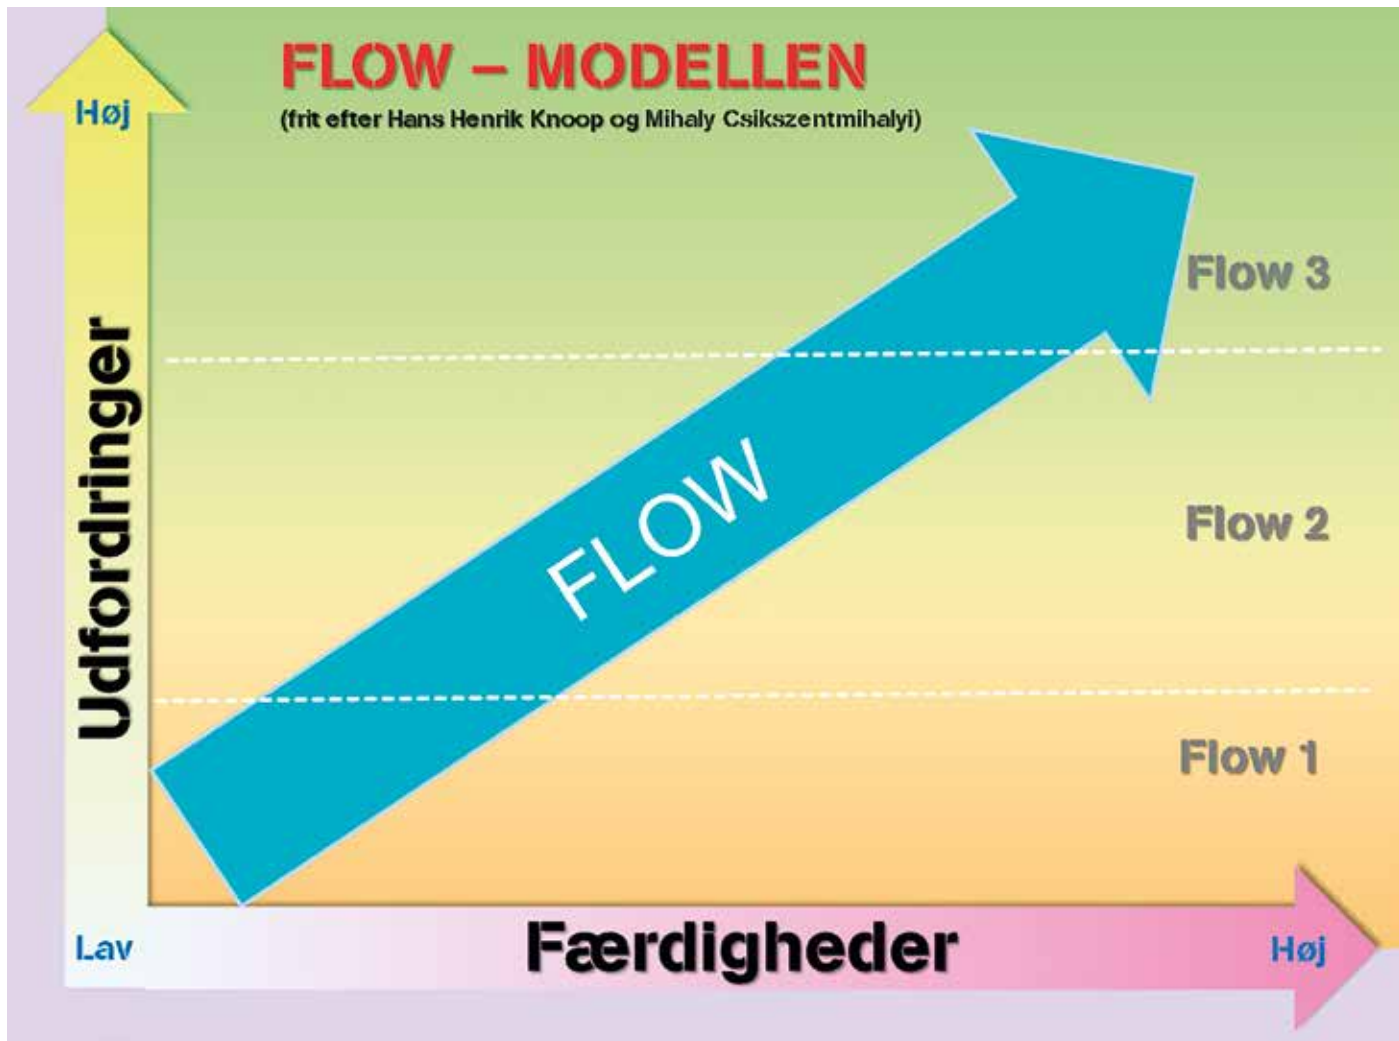 FLOW – MODELLEN
(frit efter Hans Henrik Knoop og Mihaly Csikszentmihalyi)
Høj
Udfordringer
Flow 3
FLOW
Flow 2
Flow 1
Lav
Færdigheder
Høj